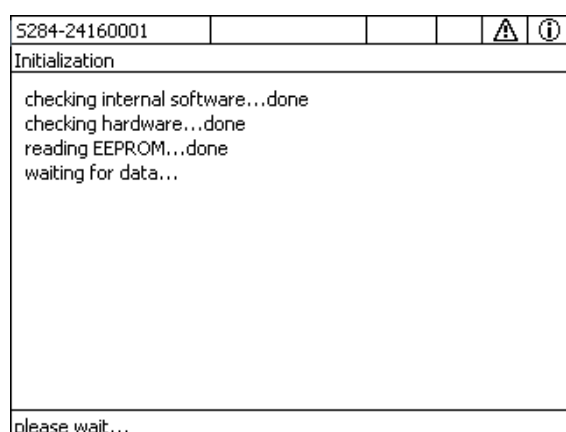 S284-24160001
Initialization
checking internal software...done
checking hardware...done
reading EEPROM...done
waiting for data...
please wait...